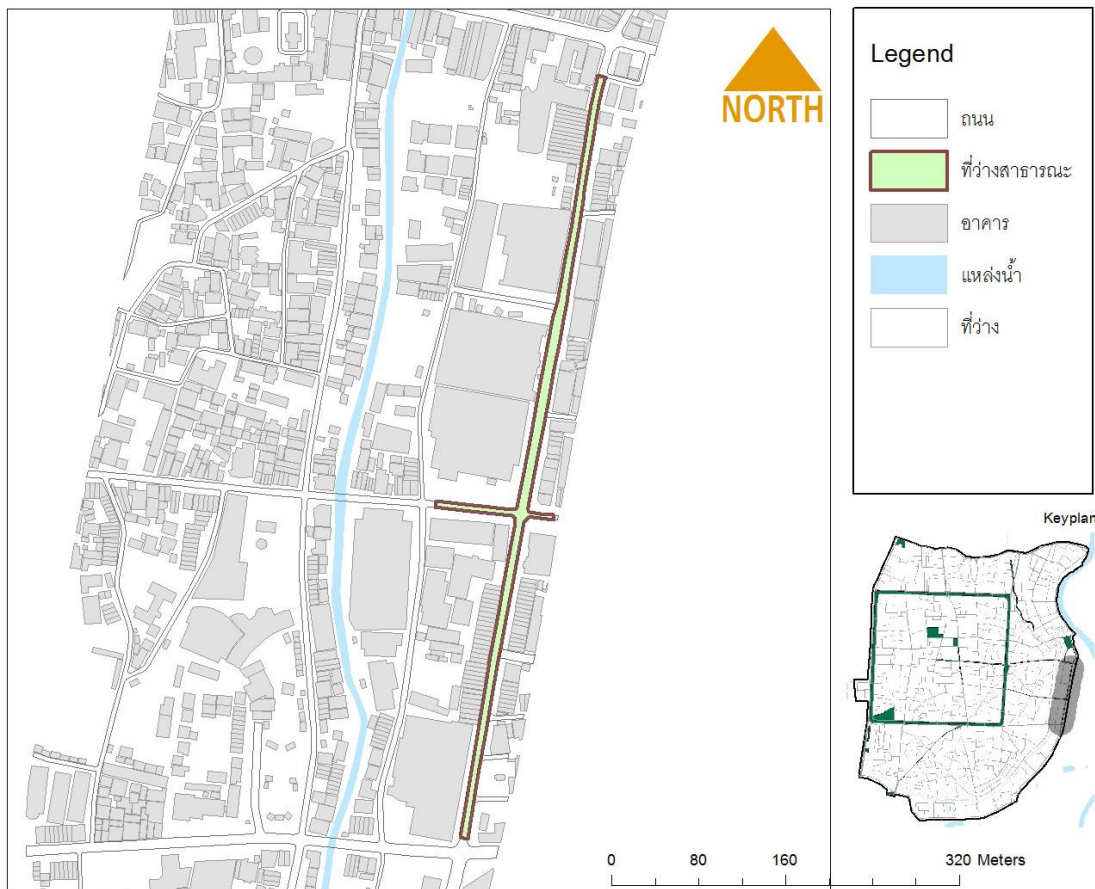 NORTH
Legend
ถนน
ที่ว่างสาธารณะ
อาคาร
แหล่งน้ำ
ที่ว่าง
Keyplan
0 80 160 320 Meters